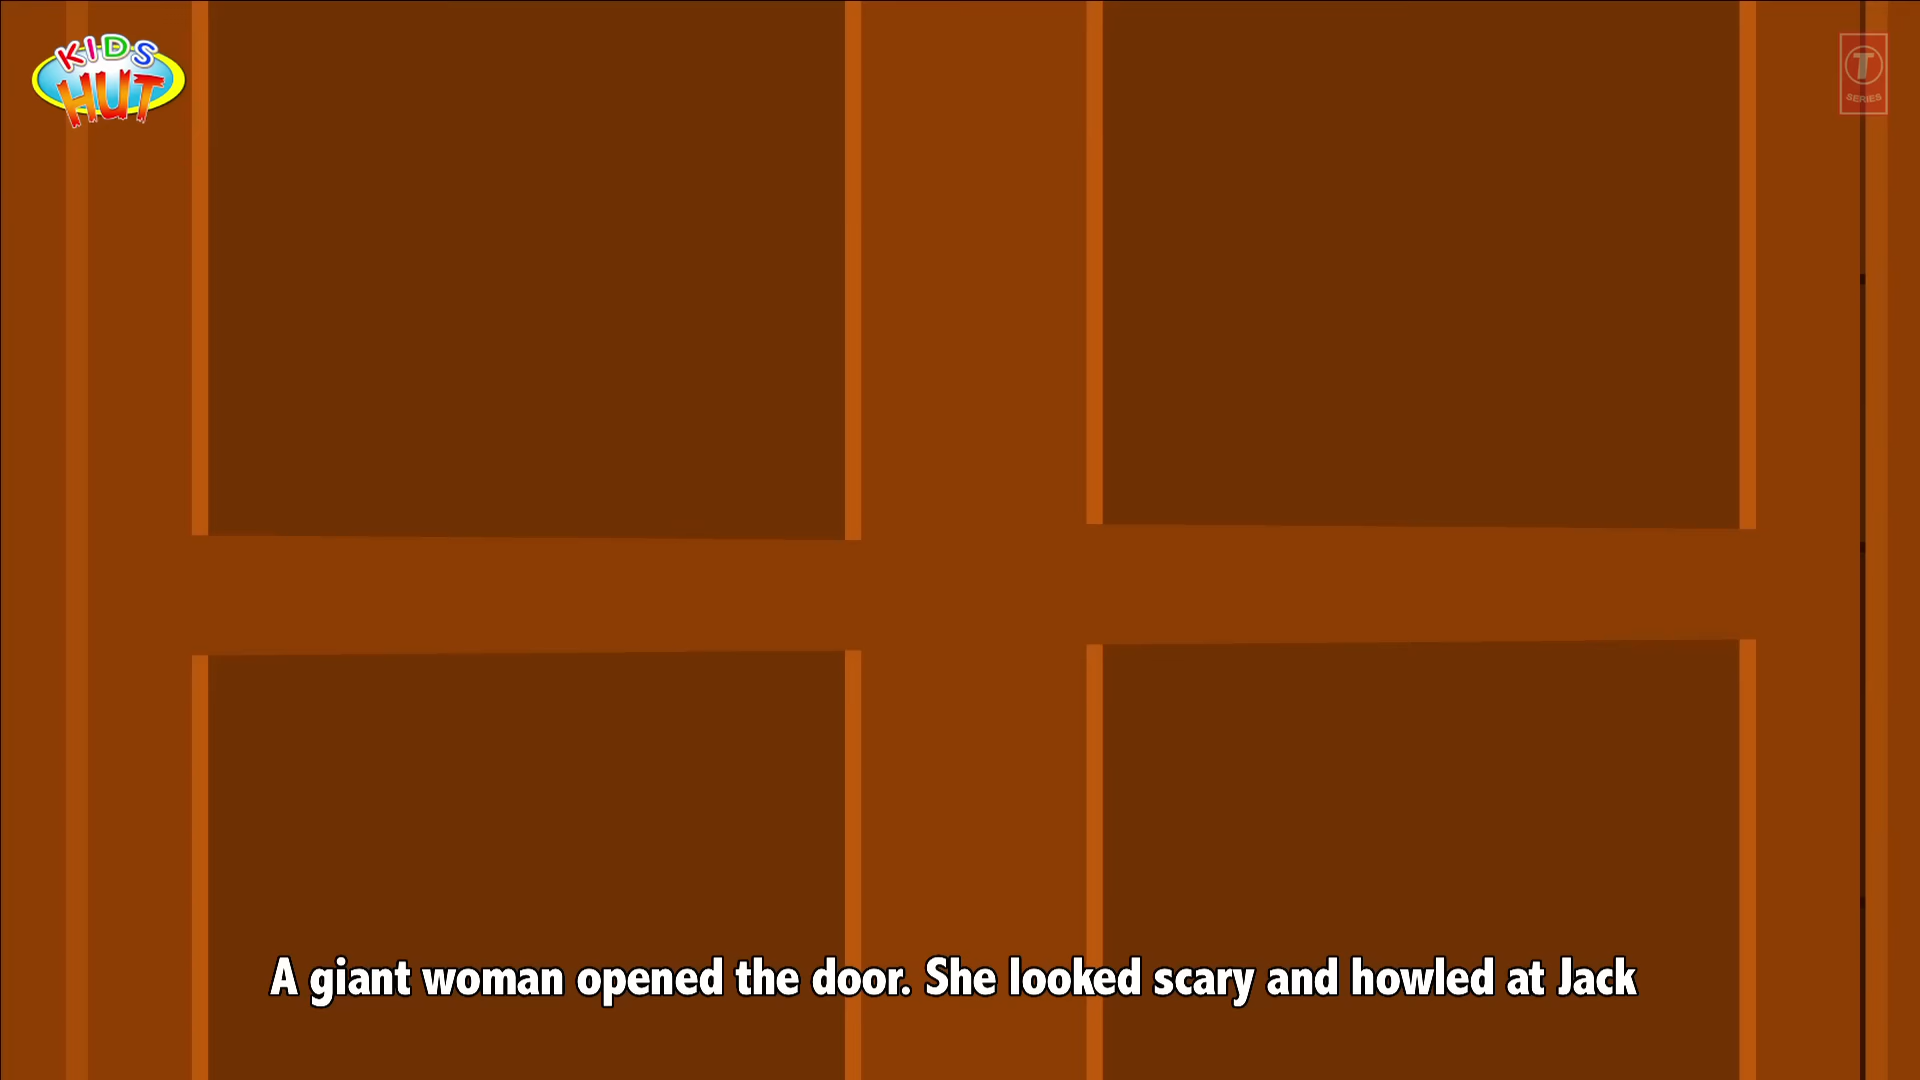 KIDS
HUT
T
SERIES
A giant woman opened the door. She looked scary and howled at Jack